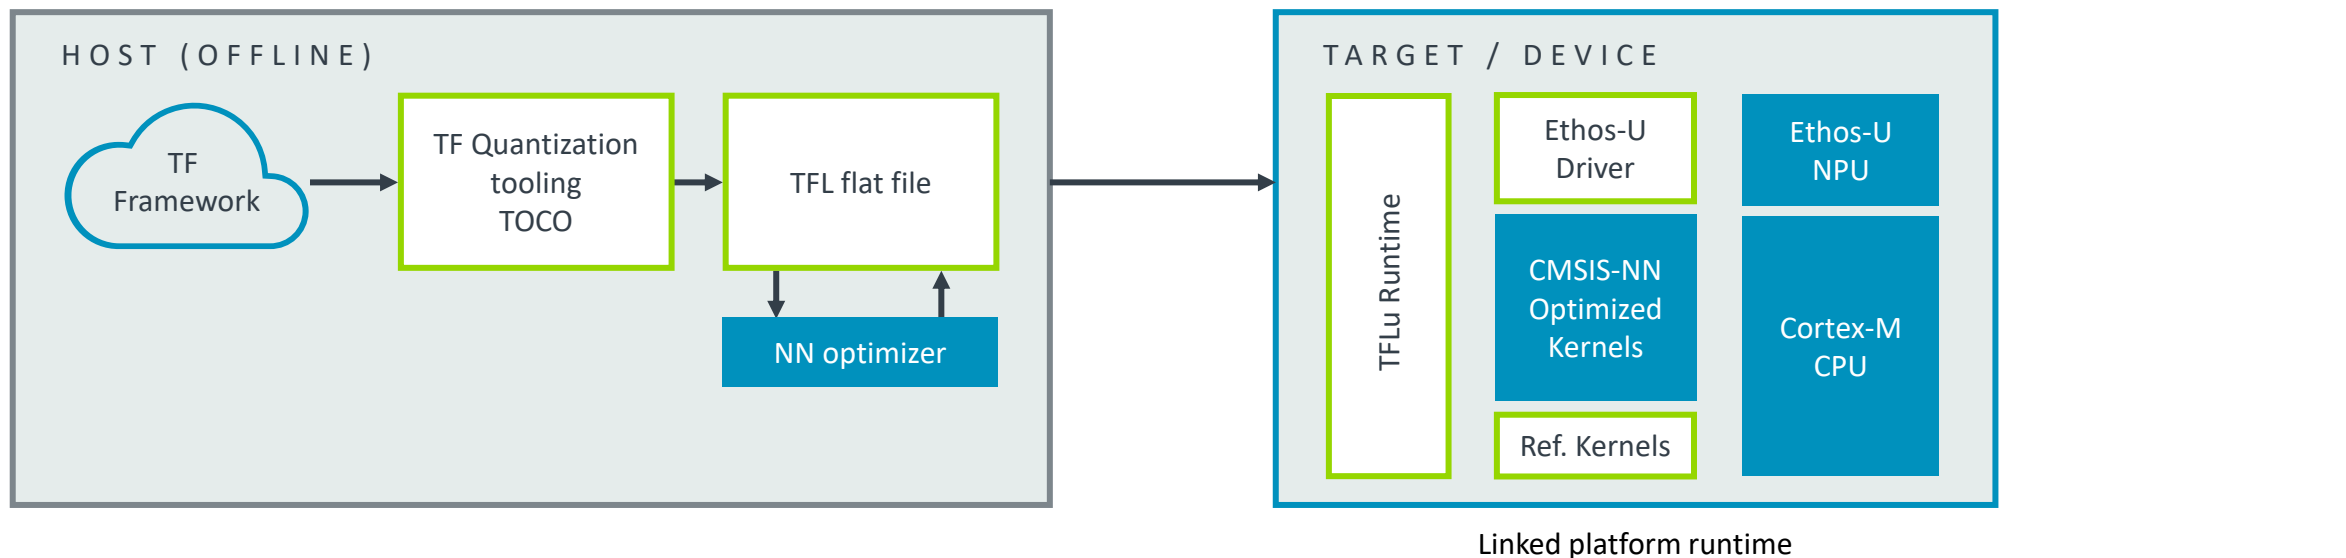 HOST (OFFLINE)
TF
Framework
TF Quantization
tooling
TOCO
TFL flat file
NN optimizer
TARGET / DEVICE
TFLu Runtime
Ethos-U
Driver
CMSIS-NN
Optimized
Kernels
Ref. Kernels
Ethos-U
NPU
Cortex-M
CPU
Linked platform runtime